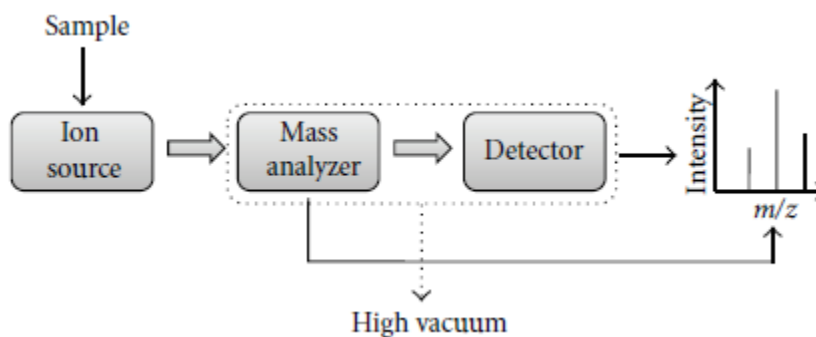 Sample
Ion
source
Mass
analyzer
Detector
Intensity
m/z
High vacuum